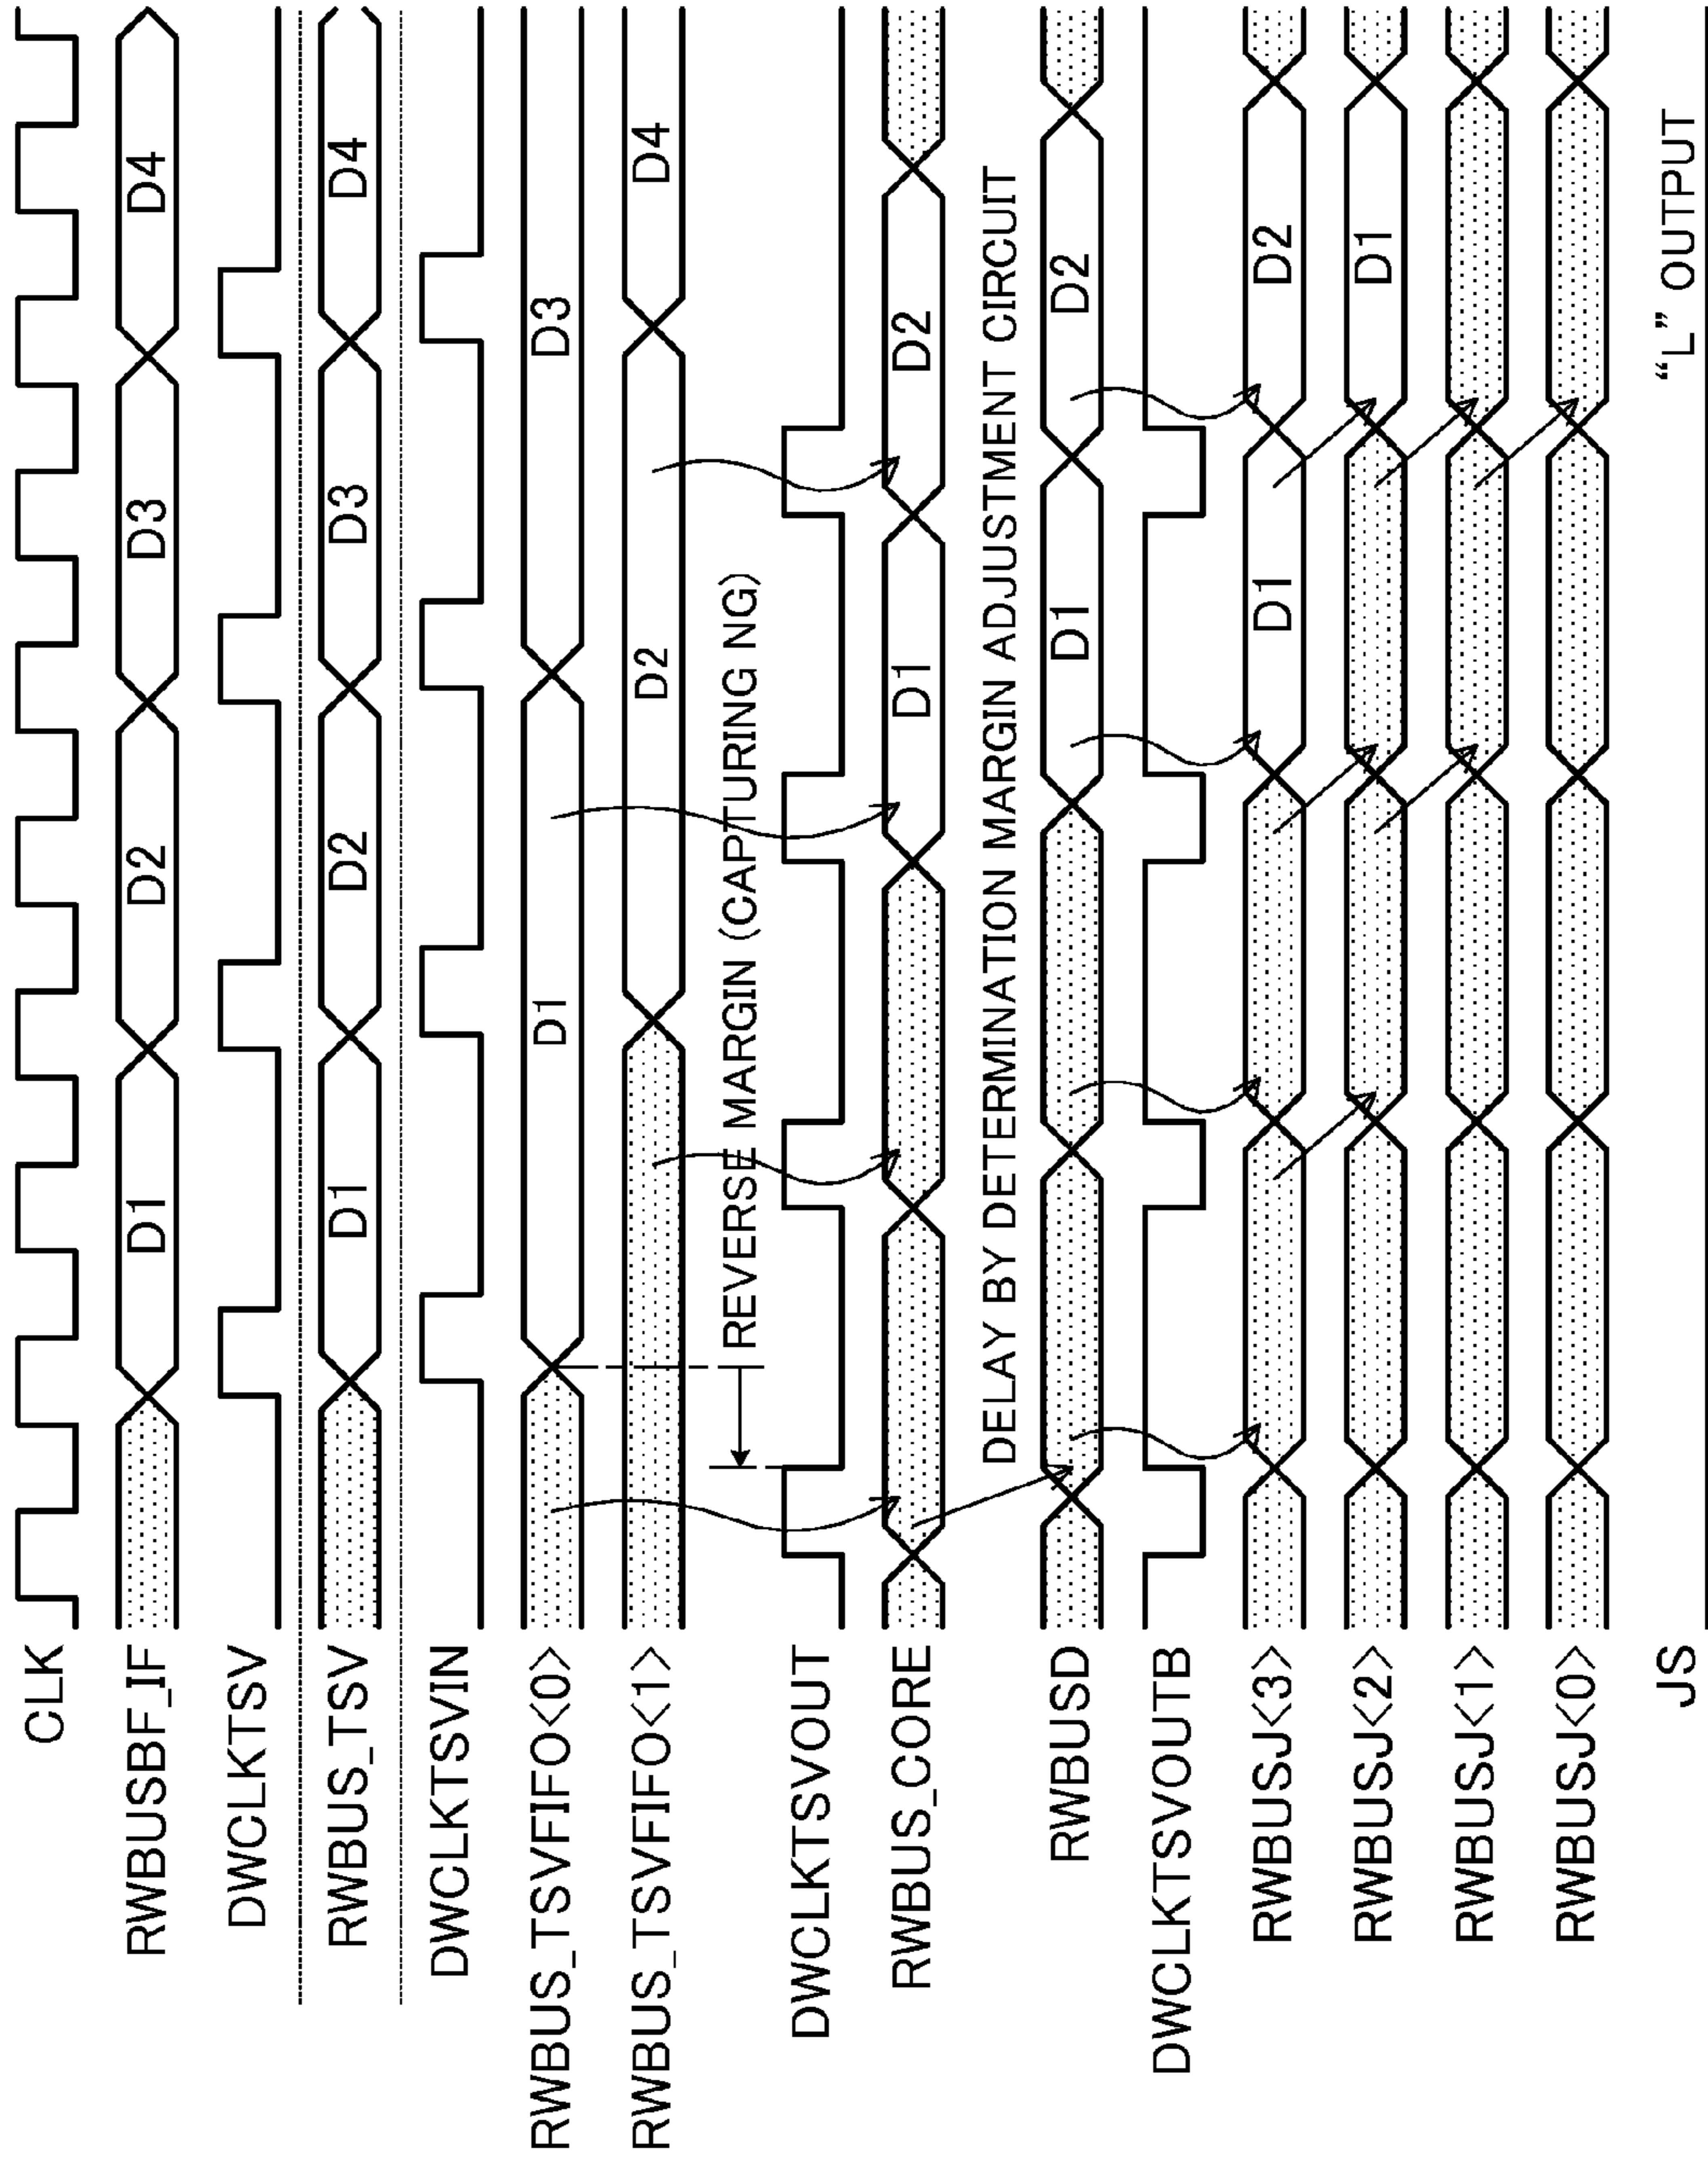 CLK
RWBUSBF_IF D1 D2 D3 D4
DWCLKTSV
RWBUS_TSV D1 D2 D3 D4
DWCLKTSVIN
RWBUS_TSVFIFO<0> D1 D3
RWBUS_TSVFIFO<1> D2 D4
REVERSE MARGIN (CAPTURING NG)
DWCLKTSVOUT
RWBUS_CORE D1 D2
DELAY BY DETERMINATION MARGIN ADJUSTMENT CIRCUIT
RWBUSD D1 D2
DWCLKTSVOUTB
RWBUSJ<3> D1 D2
RWBUSJ<2> D1
RWBUSJ<1>
RWBUSJ<0>
JS “L” OUTPUT